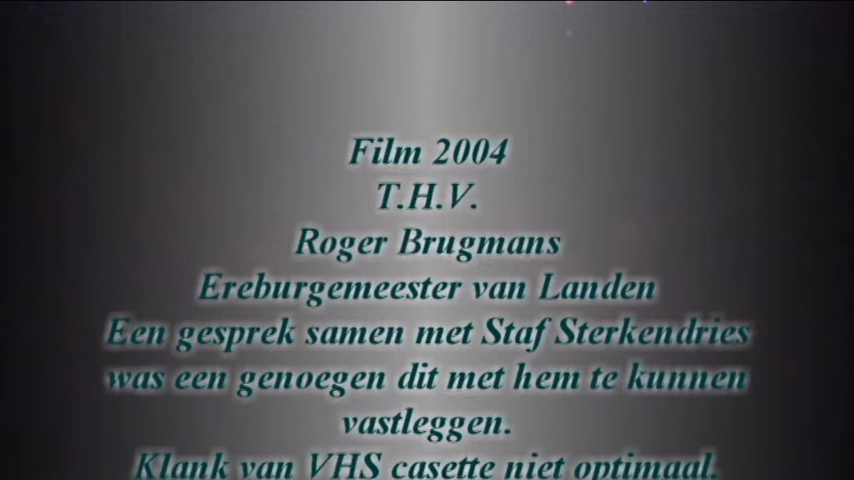 Film 2004
T.H.V.
Roger Brugmans
Ereburgemeester van Landen
Een gesprek samen met Staf Sterkendries
was een genoegen dit met hem te kunnen
vastleggen.
Klank van VHS casette niet optimaal.